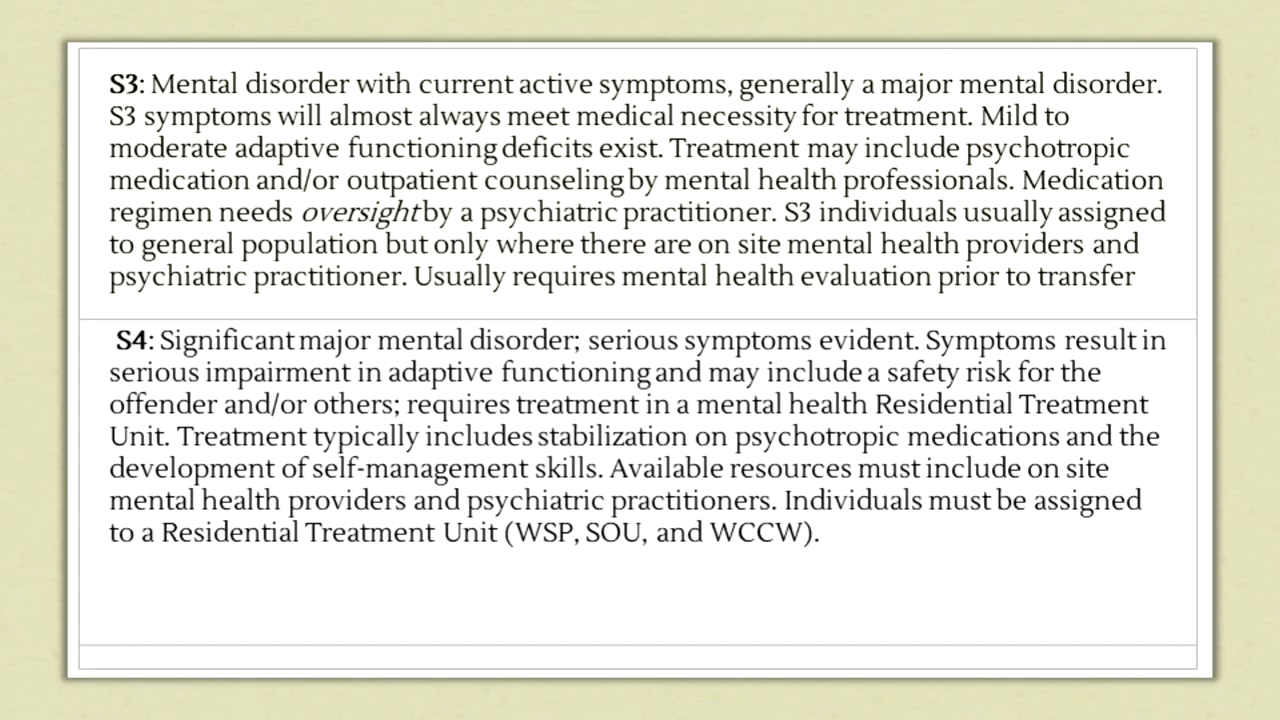 S3: Mental disorder with current active symptoms, generally a major mental disorder.
S3 symptoms will almost always meet medical necessity for treatment. Mild to
moderate adaptive functioning deficits exist. Treatment may include psychotropic
medication and/or outpatient counseling by mental health professionals. Medication
regimen needs oversight by a psychiatric practitioner. S3 individuals usually assigned
to general population but only where there are on site mental health providers and
psychiatric practitioner. Usually requires mental health evaluation prior to transfer
S4: Significant major mental disorder; serious symptoms evident. Symptoms result in
serious impairment in adaptive functioning and may include a safety risk for the
offender and/or others; requires treatment in a mental health Residential Treatment
Unit. Treatment typically includes stabilization on psychotropic medications and the
development of self-management skills. Available resources must include on site
mental health providers and psychiatric practitioners. Individuals must be assigned
to a Residential Treatment Unit (WSP, SOU, and WCCW).